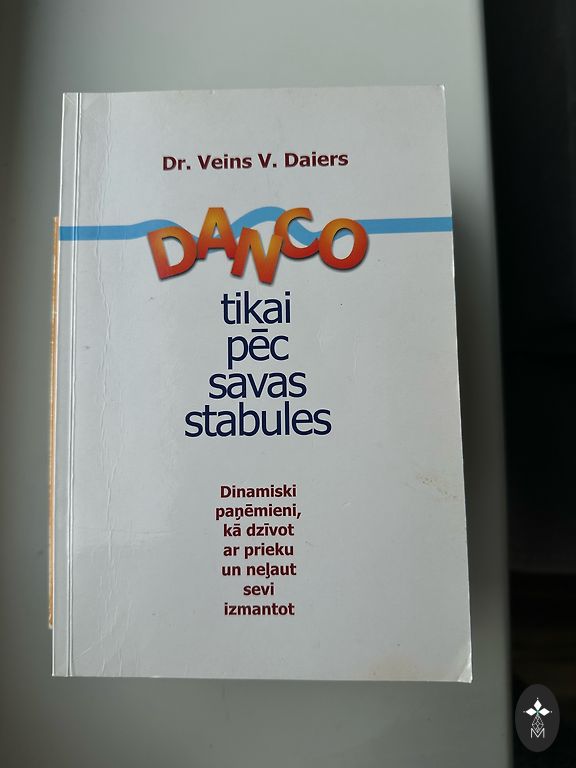 Dr. Veins V. Daiers
DANCO
tikai
pēc
savas
stabules
Dinamiski
paņēmieni,
kā dzīvot
ar prieku
un neļaut
sevi
izmantot
M